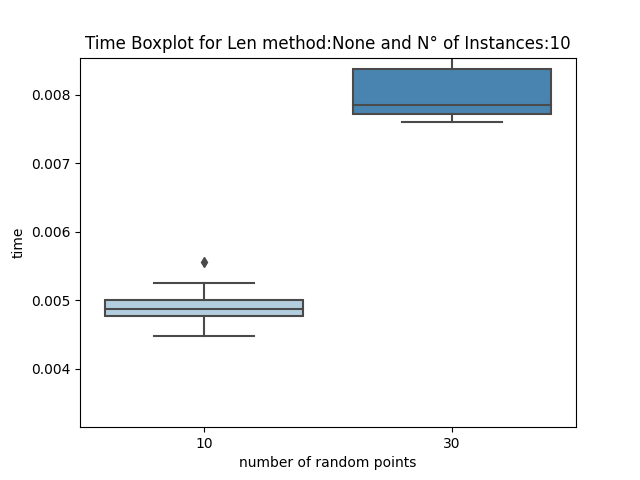 Time Boxplot for Len method:None and N° of Instances:10
0.008
0.007
0.006
0.005
0.004
time
10
30
number of random points